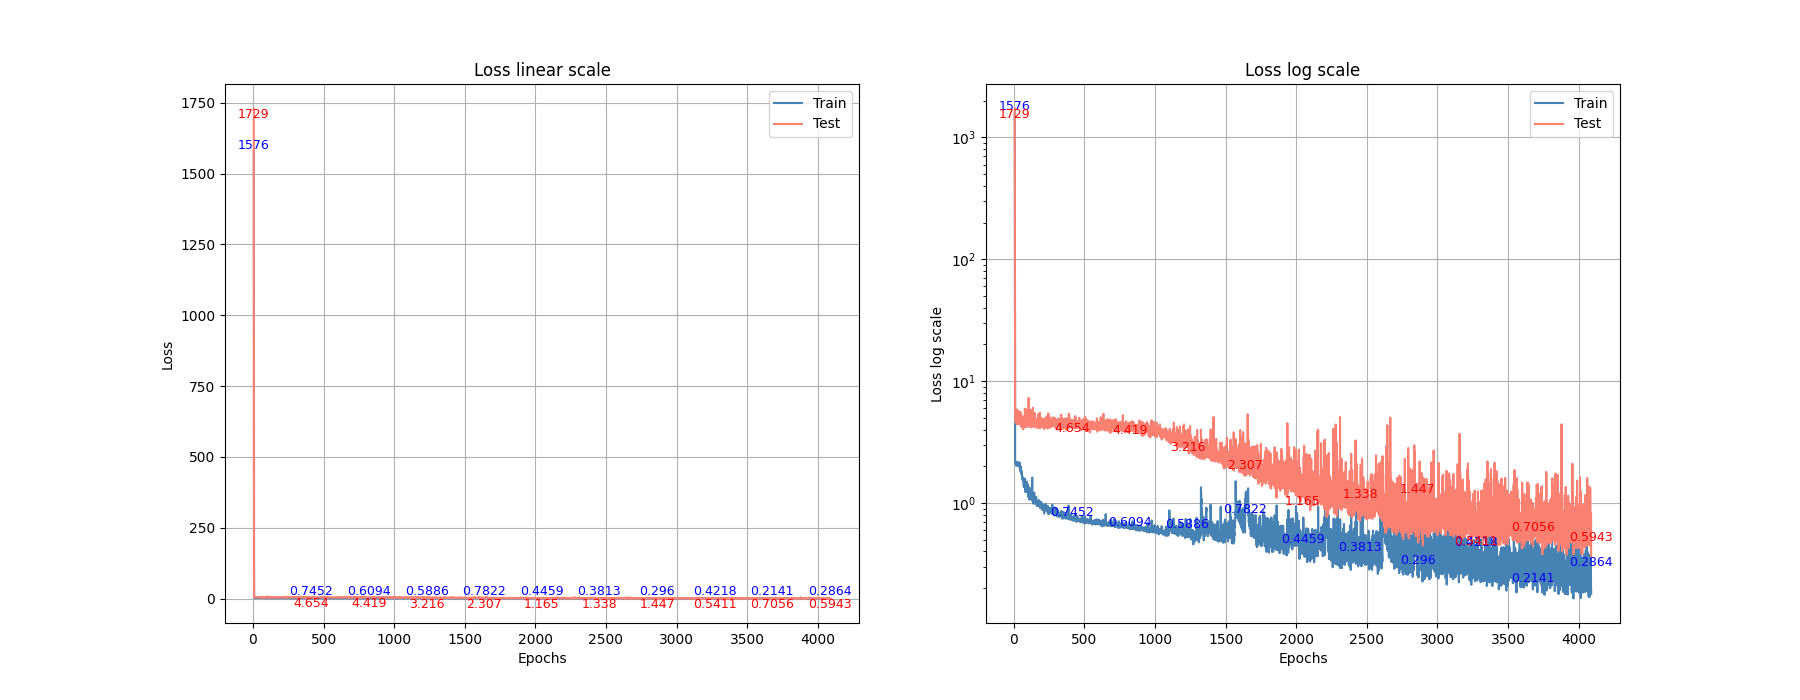 Loss linear scale
Loss
1750
1500
1250
1000
750
500
250
0
1729
1576
Train
Test
0.7452 0.6094 0.5886 0.7822 0.4459 0.3813 0.296 0.4218 0.2141 0.2864
4.654 4.419 3.216 2.307 1.165 1.338 1.447 0.5411 0.7056 0.5943
0 500 1000 1500 2000 2500 3000 3500 4000
Epochs
Loss log scale
Loss log scale
10³
10²
10¹
10⁰
1576
1729
Train
Test
4.654 4.419 3.216 2.307 1.165 1.338 1.447 0.7056 0.5943
0.7452 0.6094 0.5886 0.7822 0.4459 0.3813 0.296 0.4218 0.2141 0.2864
0 500 1000 1500 2000 2500 3000 3500 4000
Epochs